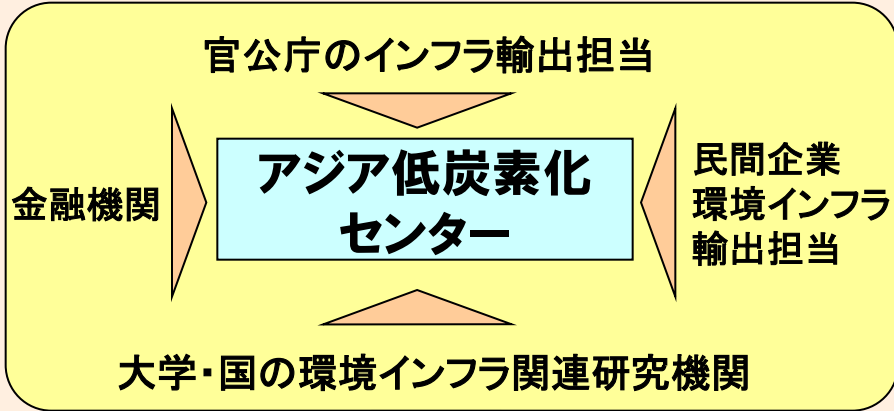 官公庁のインフラ輸出担当
アジア低炭素化
センター
金融機関
民間企業
環境インフラ
輸出担当
大学・国の環境インフラ関連研究機関